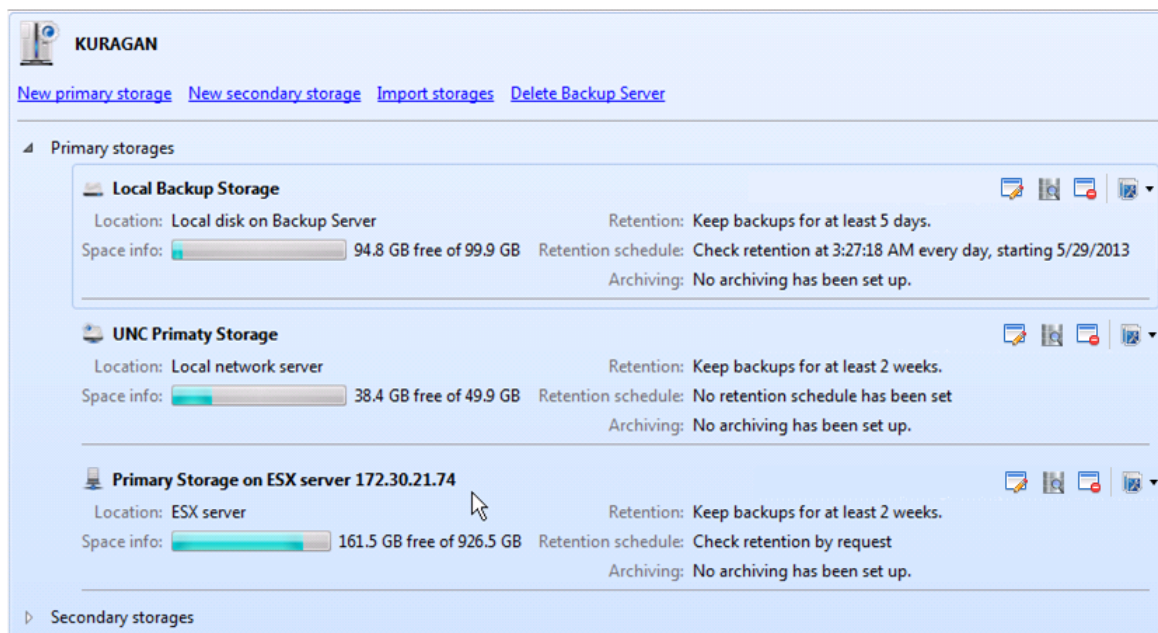 KURAGAN
New primary storage New secondary storage Import storages Delete Backup Server
Primary storages
Local Backup Storage
Location: Local disk on Backup Server Retention: Keep backups for at least 5 days.
Space info: 94.8 GB free of 99.9 GB Retention schedule: Check retention at 3:27:18 AM every day, starting 5/29/2013
Archiving: No archiving has been set up.
UNC Primaty Storage
Location: Local network server Retention: Keep backups for at least 2 weeks.
Space info: 38.4 GB free of 49.9 GB Retention schedule: No retention schedule has been set
Archiving: No archiving has been set up.
Primary Storage on ESX server 172.30.21.74
Location: ESX server Retention: Keep backups for at least 2 weeks.
Space info: 161.5 GB free of 926.5 GB Retention schedule: Check retention by request
Archiving: No archiving has been set up.
Secondary storages